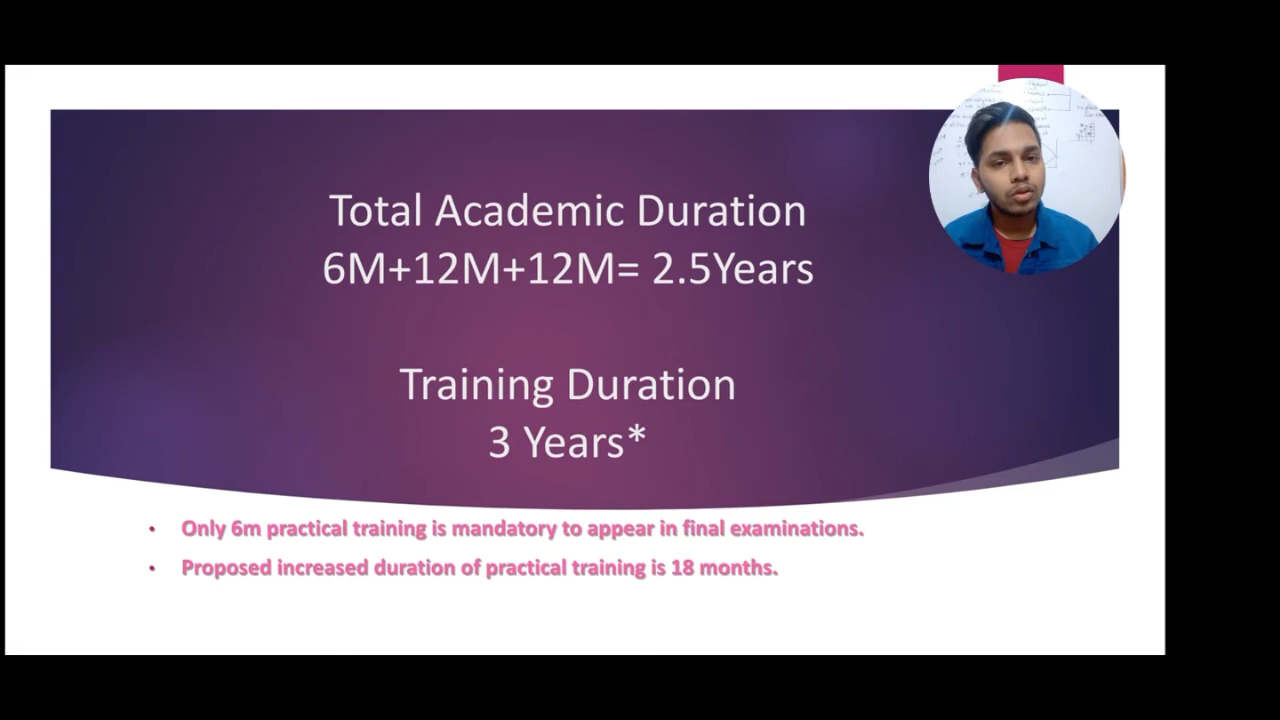 Total Academic Duration
6M+12M+12M= 2.5Years
Training Duration
3 Years*
• Only 6m practical training is mandatory to appear in final examinations.
• Proposed increased duration of practical training is 18 months.